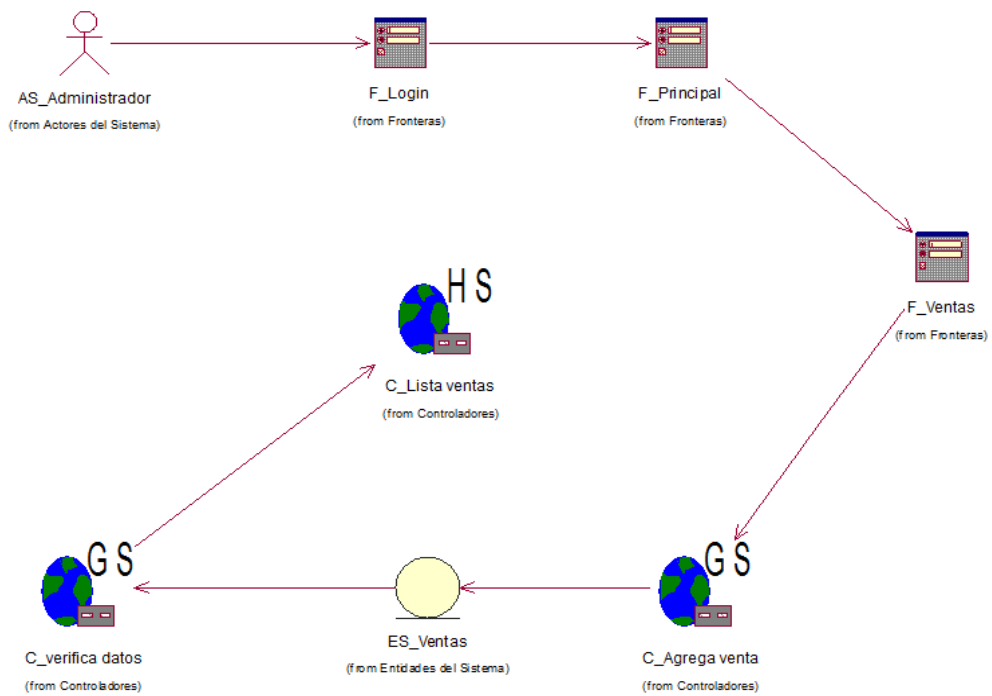 AS_Administrador
(from Actores del Sistema)
F_Login
(from Fronteras)
F_Principal
(from Fronteras)
F_Ventas
(from Fronteras)
H S
C_Lista ventas
(from Controladores)
G S
C_verifica datos
(from Controladores)
ES_Ventas
(from Entidades del Sistema)
G S
C_Agrega venta
(from Controladores)